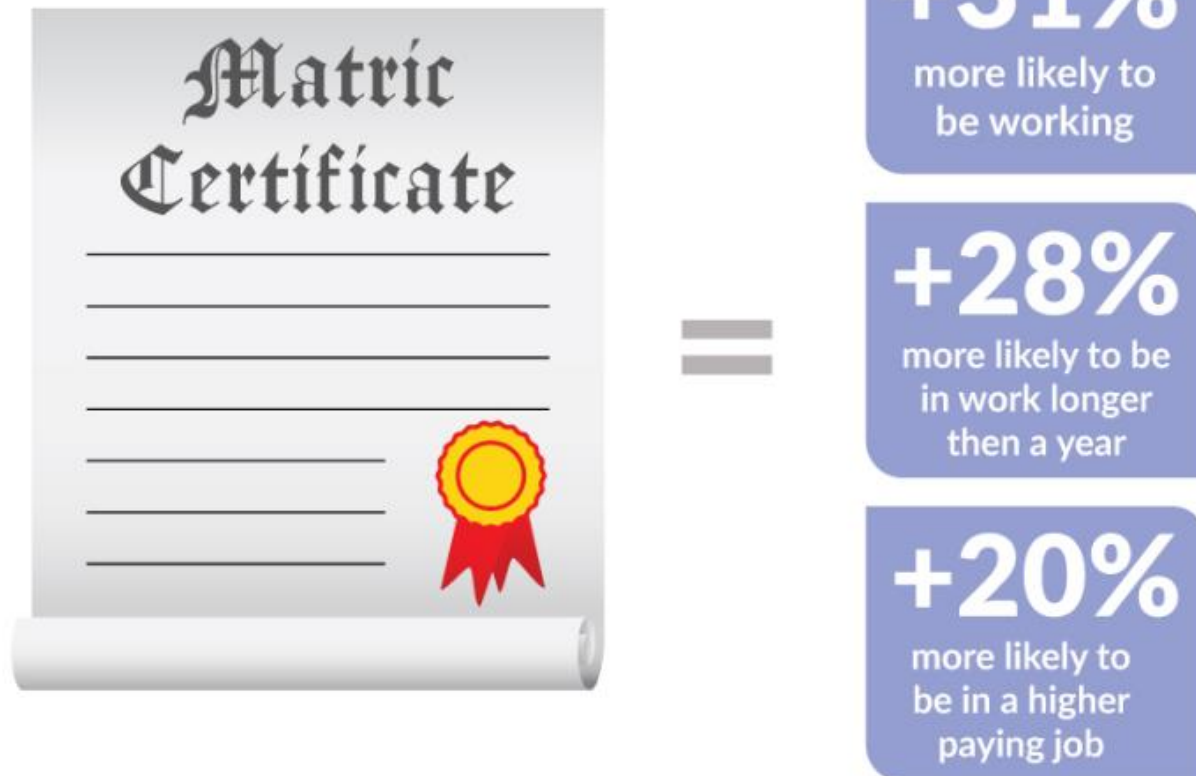 Matric
Certificate
more likely to
be working
+28%
more likely to be
in work longer
then a year
+20%
more likely to
be in a higher
paying job